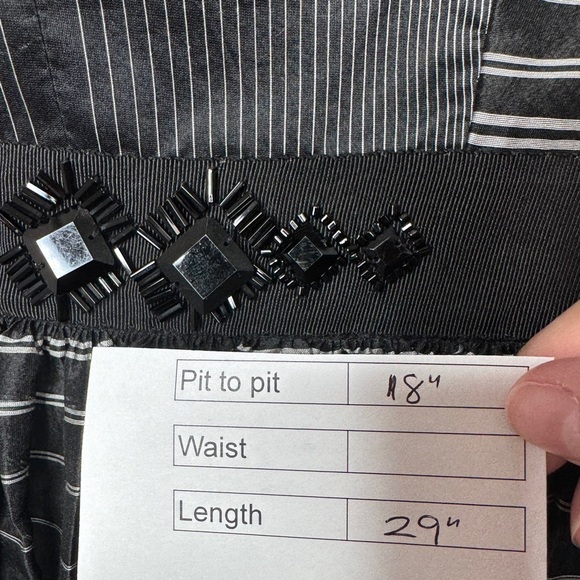 Pit to pit 18"
Waist
Length 29"